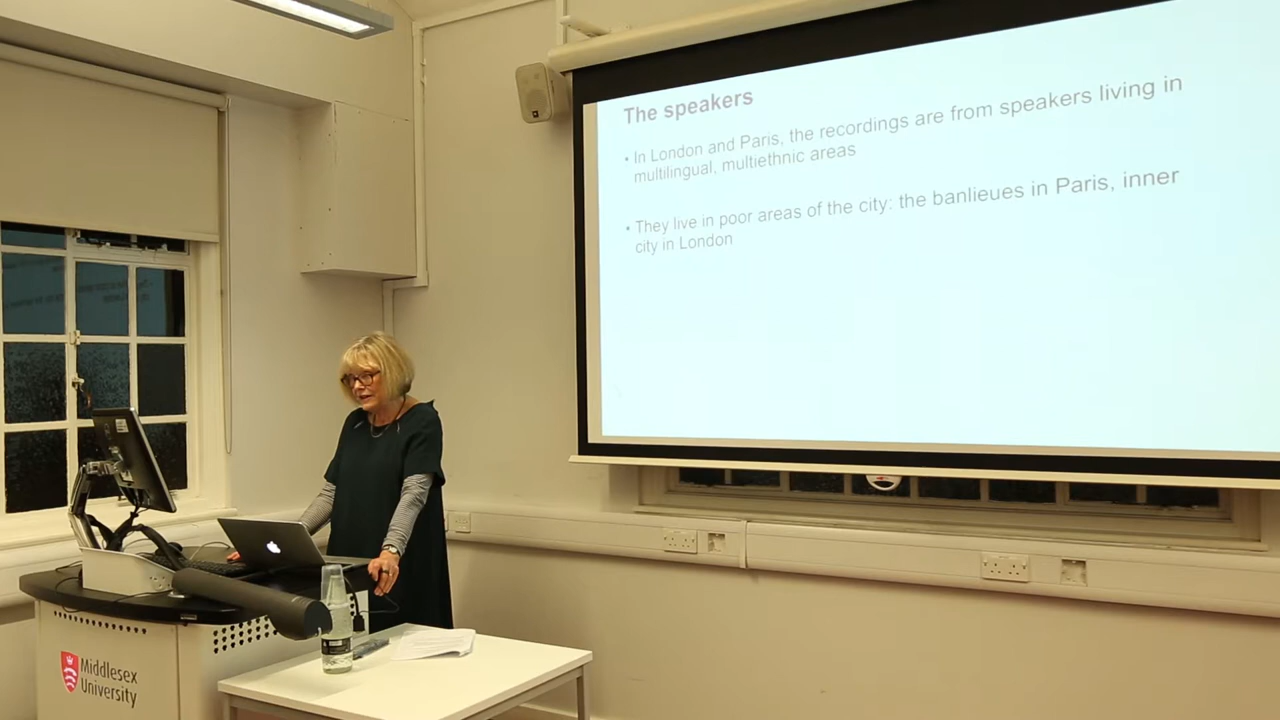 The speakers
• In London and Paris, the recordings are from speakers living in
multilingual, multiethnic areas
• They live in poor areas of the city: the banlieues in Paris, inner
city in London
Middlesex
University